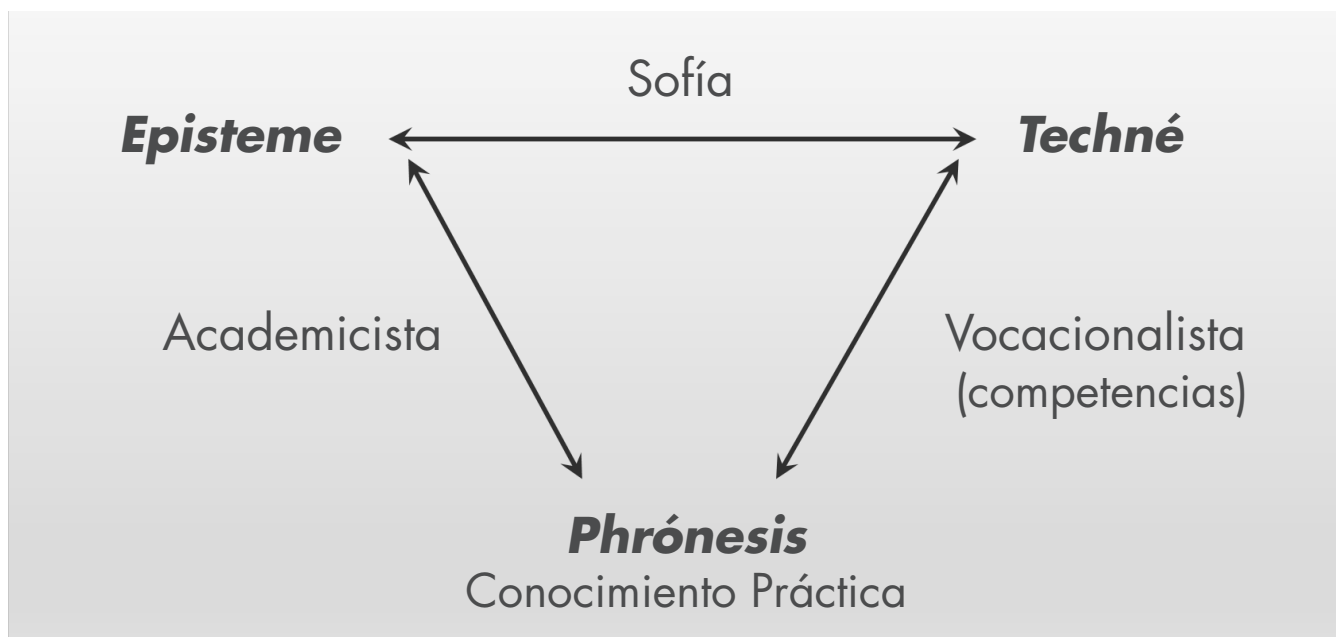 Sofía
Episteme
Techné
Academicista
Vocacionalista
(competencias)
Phrónesis
Conocimiento Práctica